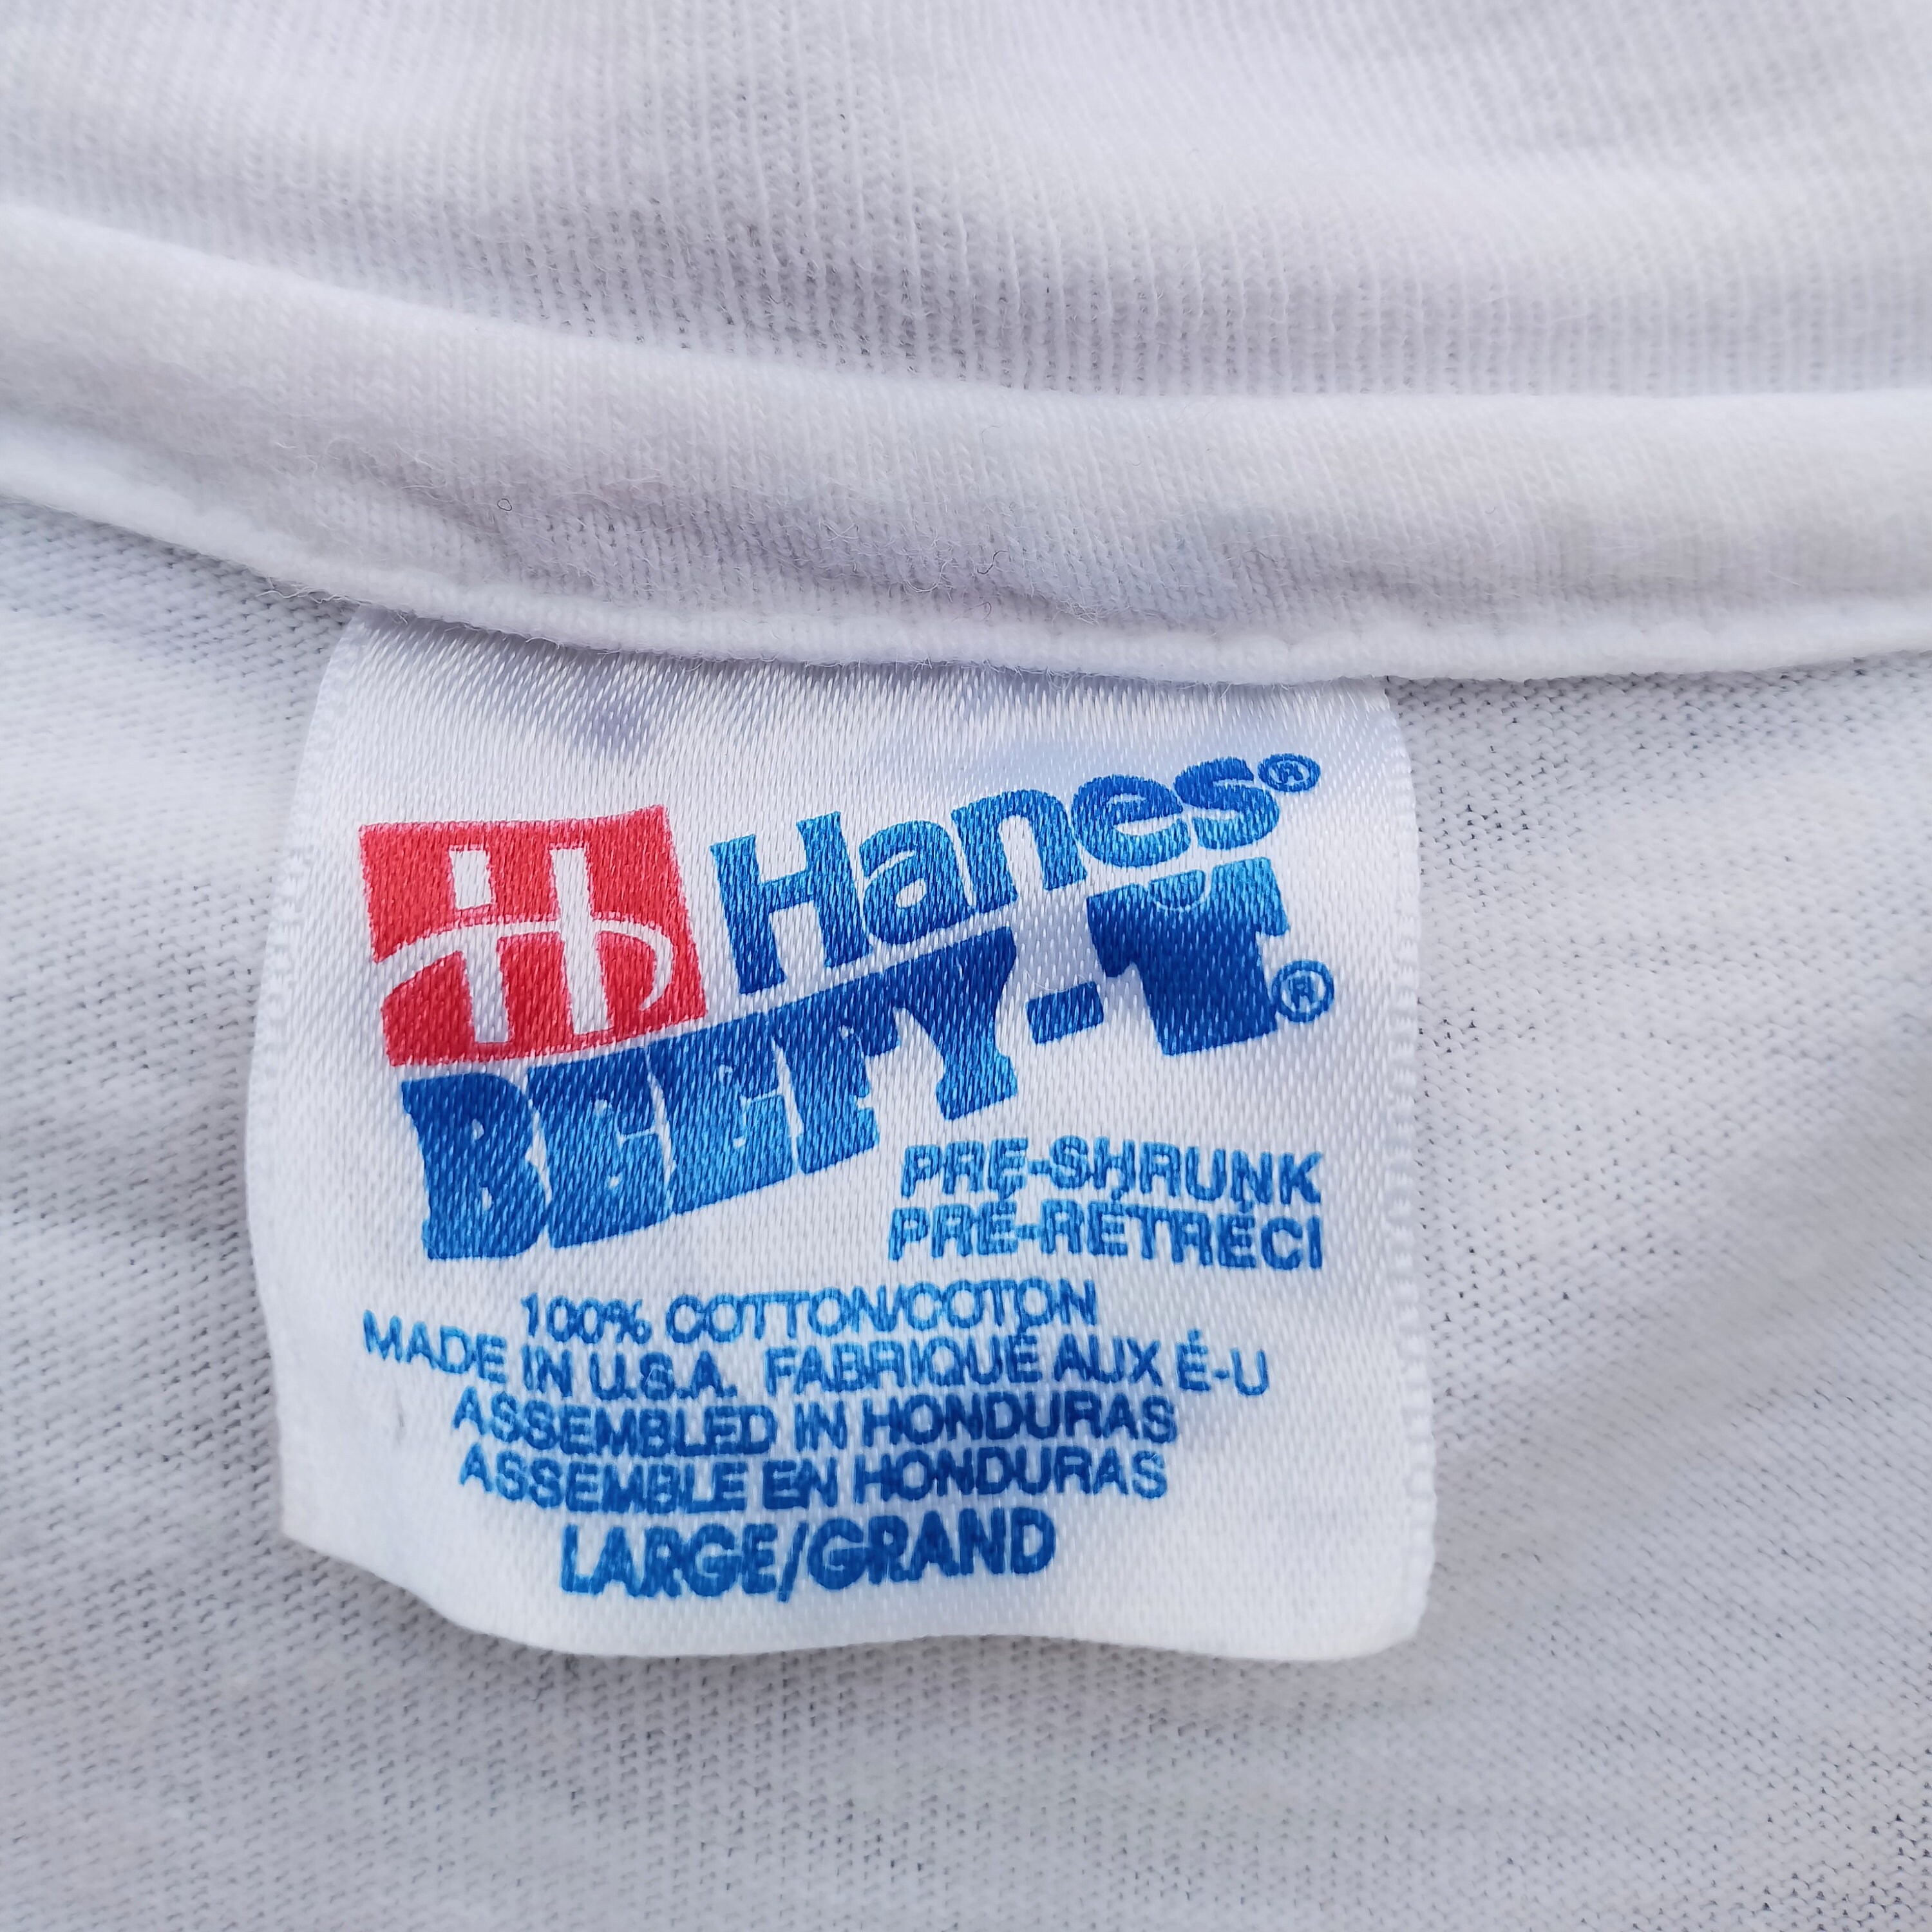 Hanes®
BEEFY-T®
PRE-SHRUNK
PRÉ-RÉTRÉCI
100% COTTON/COTON
MADE IN U.S.A. FABRIQUÉ AUX É-U
ASSEMBLED IN HONDURAS
ASSEMBLE EN HONDURAS
LARGE/GRAND